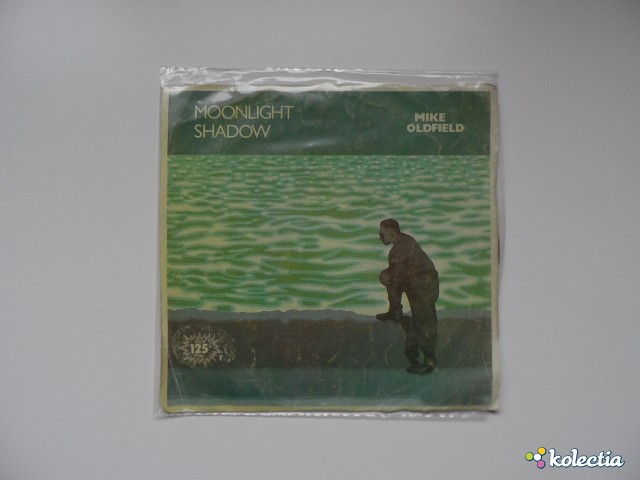 MOONLIGHT
SHADOW
MIKE
OLDFIELD
125
kolectia